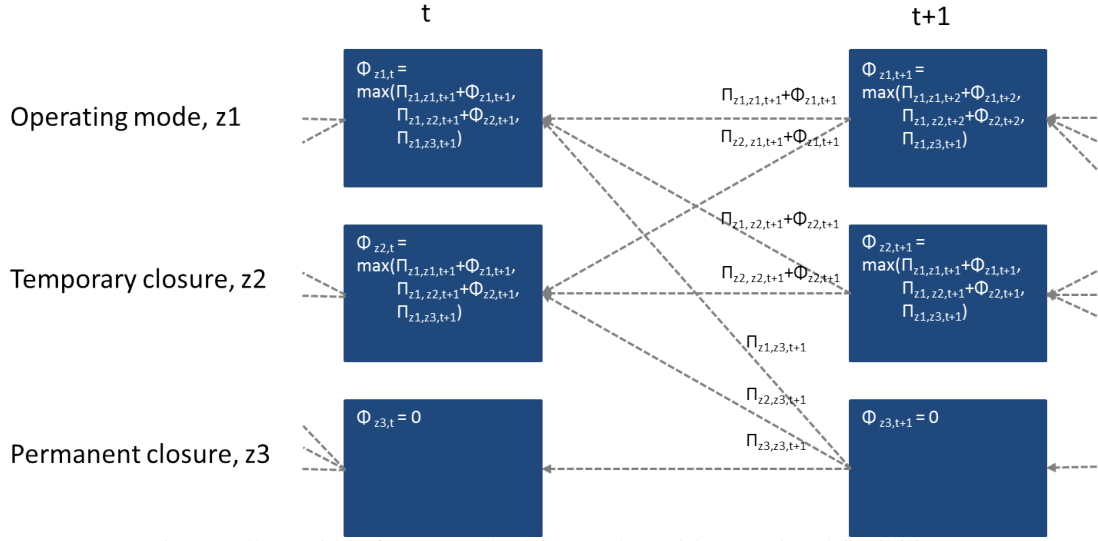 t
t+1
Operating mode, z1
Φ z1,t =
max(Π z1,z1,t+1+Φ z1,t+1,
Π z1, z2,t+1+Φ z2,t+1,
Π z1,z3,t+1)
Π z1,z1,t+1+Φ z1,t+1
Π z2, z1,t+1+Φ z1,t+1
Φ z1,t+1 =
max(Π z1,z1,t+2+Φ z1,t+2,
Π z1, z2,t+2+Φ z2,t+2,
Π z1,z3,t+1)
Temporary closure, z2
Φ z2,t =
max(Π z1,z1,t+1+Φ z1,t+1,
Π z1, z2,t+1+Φ z2,t+1,
Π z1,z3,t+1)
Π z1, z2,t+1+Φ z2,t+1
Π z2, z2,t+1+Φ z2,t+1
Φ z2,t+1 =
max(Π z1,z1,t+1+Φ z1,t+1,
Π z1, z2,t+1+Φ z2,t+1,
Π z1,z3,t+1)
Π z1,z3,t+1
Π z2,z3,t+1
Π z3,z3,t+1
Permanent closure, z3
Φ z3,t = 0
Φ z3,t+1 = 0